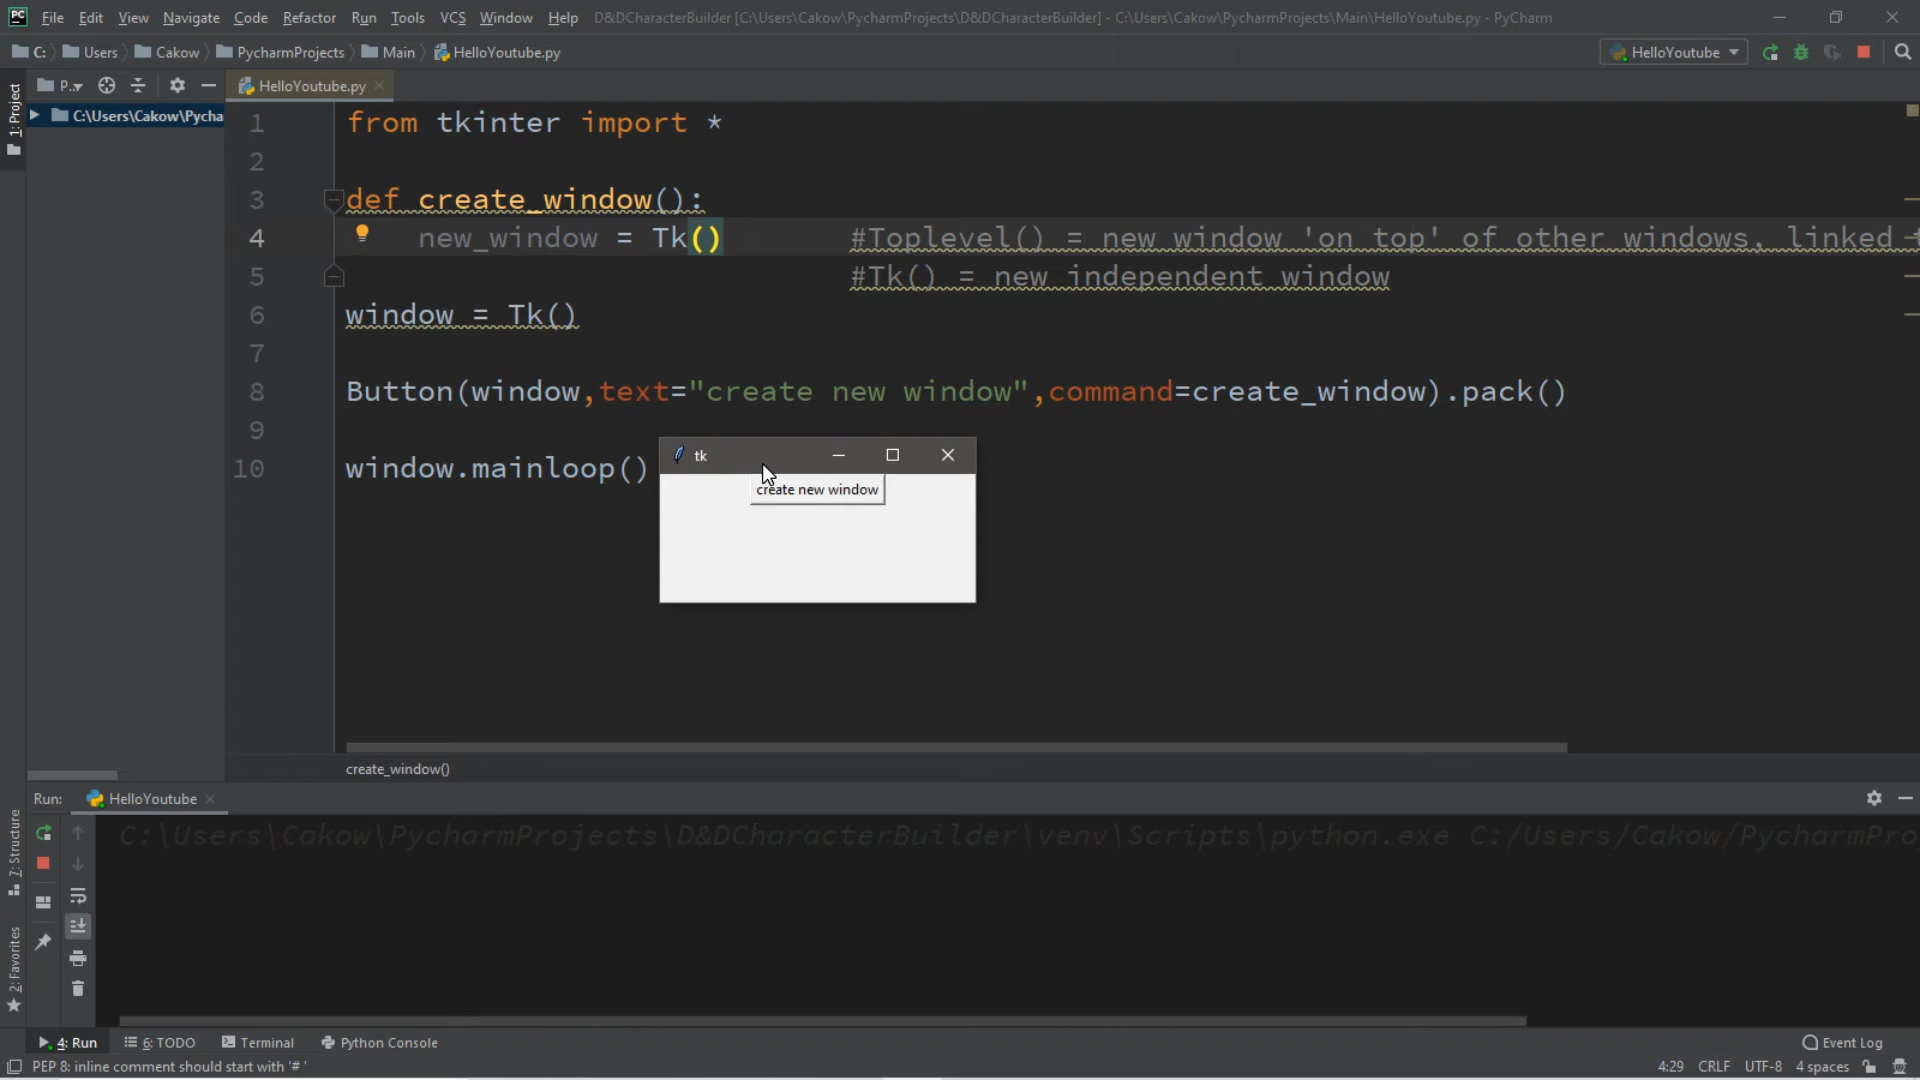 File Edit View Navigate Code Refactor Run Tools VCS Window Help D&DCharacterBuilder [C:\Users\Cakow\PycharmProjects\D&DCharacterBuilder] - C:\Users\Cakow\PycharmProjects\Main\HelloYoutube.py - PyCharm
C: Users Cakow PycharmProjects Main HelloYoutube.py HelloYoutube
P.. HelloYoutube.py
1: Project
C:\Users\Cakow\Pycha
1 from tkinter import *
2
3 def create_window():
4 new_window = Tk() #Toplevel() = new window 'on top' of other windows, linked
5 #Tk() = new independent window
6 window = Tk()
7
8 Button(window,text="create new window",command=create_window).pack()
9
10 window.mainloop()
tk
create new window
create_window()
Run: HelloYoutube
C:\Users\Cakow\PycharmProjects\D&DCharacterBuilder\venv\Scripts\python.exe C:/Users/Cakow/PycharmPro
7: Structure
2: Favorites
4: Run 6: TODO Terminal Python Console Event Log
PEP 8: inline comment should start with '# ' 4:29 CRLF UTF-8 4 spaces